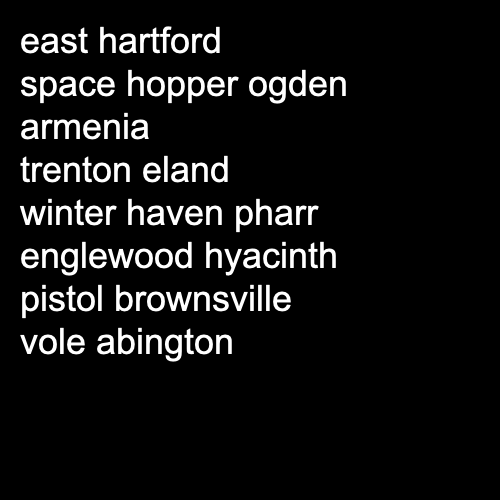 east hartford
space hopper ogden
armenia
trenton eland
winter haven pharr
englewood hyacinth
pistol brownsville
vole abington